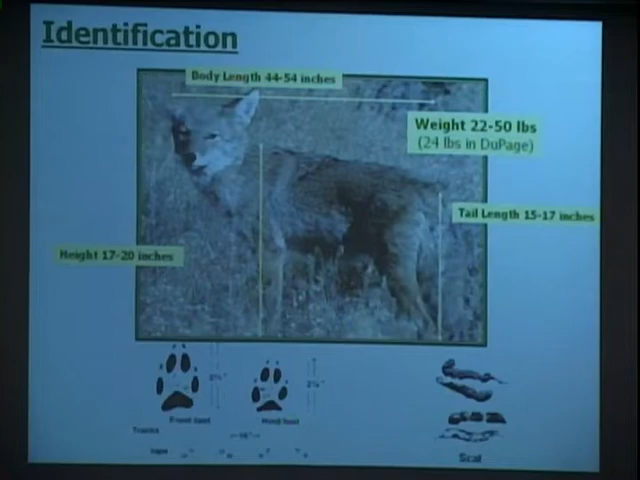 Identification
Body Length 44-54 inches
Weight 22-50 lbs
(24 lbs in DuPage)
Tail Length 15-17 inches
Height 17-20 inches
Front foot
Hind foot
Tracks
Scat